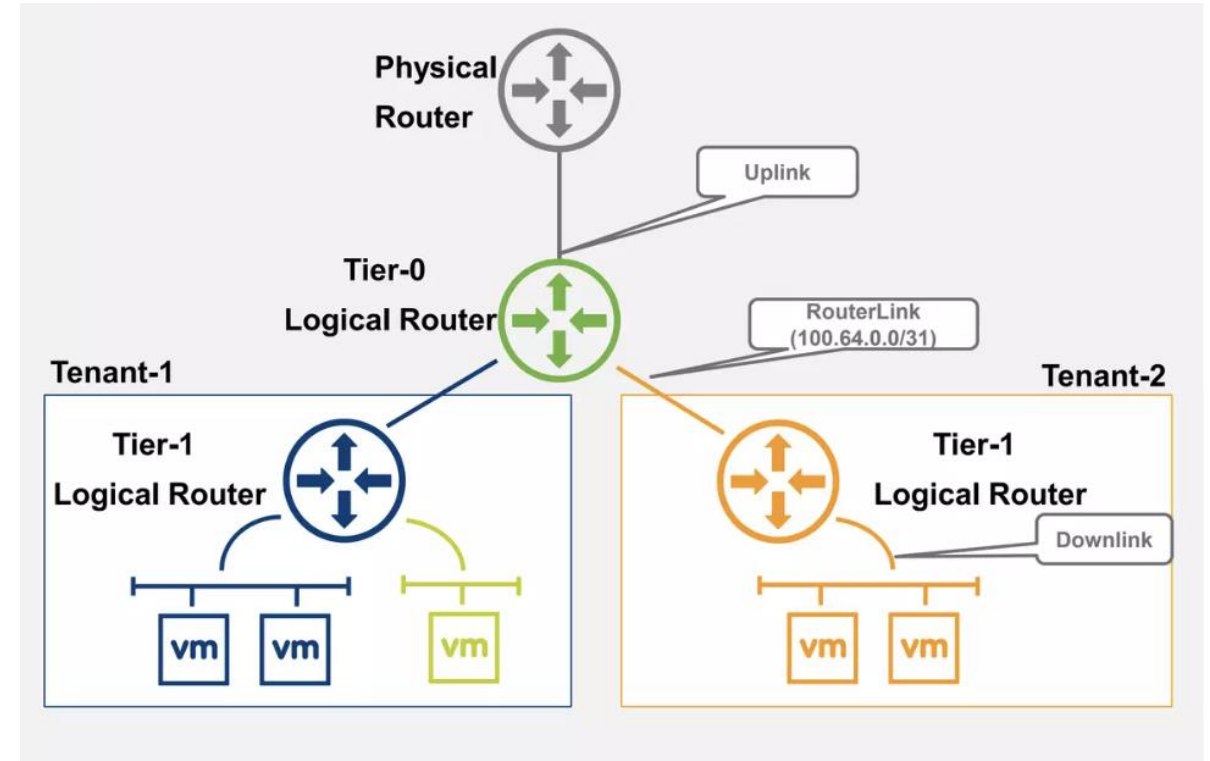 Physical
Router
Uplink
Tier-0
Logical Router
RouterLink
(100.64.0.0/31)
Tenant-1
Tenant-2
Tier-1
Logical Router
Tier-1
Logical Router
Downlink
vm
vm
vm
vm
vm